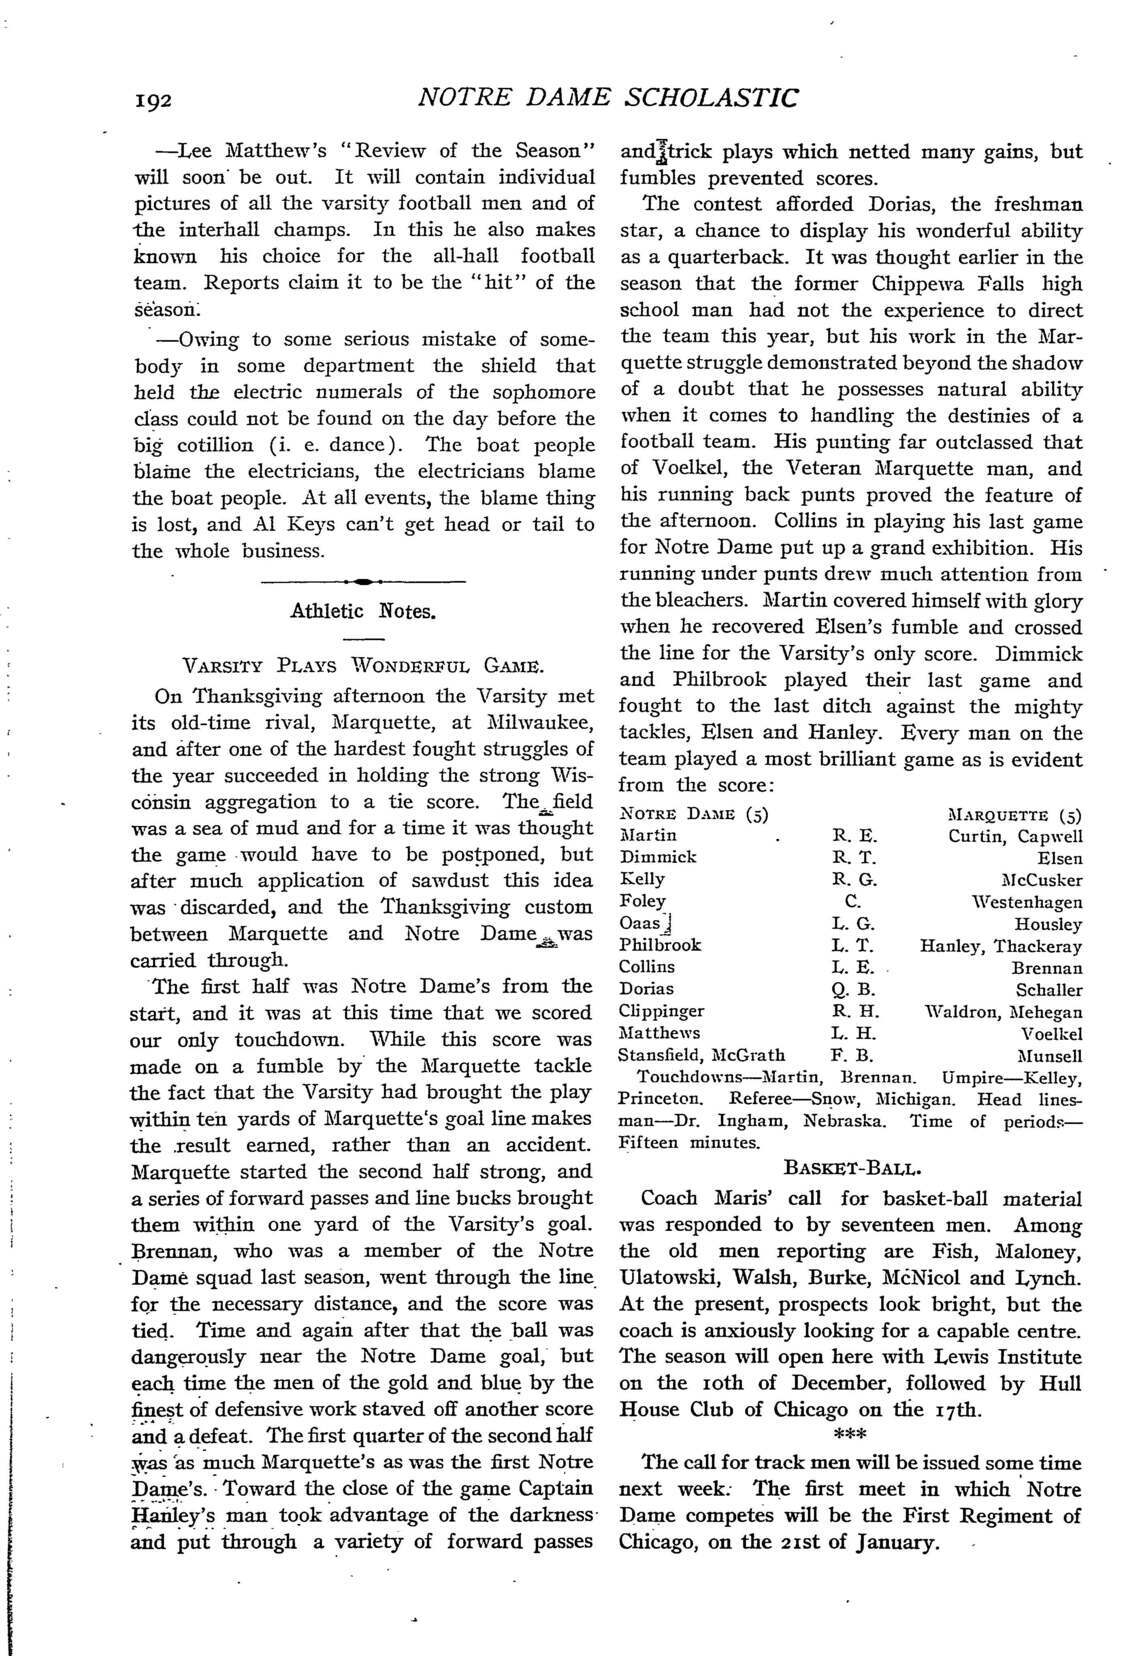 192
NOTRE DAME SCHOLASTIC
—Lee Matthew's "Review of the Season"
will soon be out. It will contain individual
pictures of all the varsity football men and of
the interhall champs. In this he also makes
known his choice for the all-hall football
team. Reports claim it to be the "hit" of the
season.
—Owing to some serious mistake of some-
body in some department the shield that
held the electric numerals of the sophomore
class could not be found on the day before the
big cotillion (i. e. dance). The boat people
blame the electricians, the electricians blame
the boat people. At all events, the blame thing
is lost, and Al Keys can't get head or tail to
the whole business.
Athletic Notes.
VARSITY PLAYS WONDERFUL GAME.
On Thanksgiving afternoon the Varsity met
its old-time rival, Marquette, at Milwaukee,
and after one of the hardest fought struggles of
the year succeeded in holding the strong Wis-
consin aggregation to a tie score. The field
was a sea of mud and for a time it was thought
the game would have to be postponed, but
after much application of sawdust this idea
was discarded, and the Thanksgiving custom
between Marquette and Notre Dame was
carried through.
The first half was Notre Dame's from the
start, and it was at this time that we scored
our only touchdown. While this score was
made on a fumble by the Marquette tackle
the fact that the Varsity had brought the play
within ten yards of Marquette's goal line makes
the result earned, rather than an accident.
Marquette started the second half strong, and
a series of forward passes and line bucks brought
them within one yard of the Varsity's goal.
Brennan, who was a member of the Notre
Dame squad last season, went through the line
for the necessary distance, and the score was
tied. Time and again after that the ball was
dangerously near the Notre Dame goal, but
each time the men of the gold and blue by the
finest of defensive work staved off another score
and a defeat. The first quarter of the second half
was as much Marquette's as was the first Notre
Dame's. Toward the close of the game Captain
Hanley's man took advantage of the darkness
and put through a variety of forward passes
and trick plays which netted many gains, but
fumbles prevented scores.
The contest afforded Dorias, the freshman
star, a chance to display his wonderful ability
as a quarterback. It was thought earlier in the
season that the former Chippewa Falls high
school man had not the experience to direct
the team this year, but his work in the Mar-
quette struggle demonstrated beyond the shadow
of a doubt that he possesses natural ability
when it comes to handling the destinies of a
football team. His punting far outclassed that
of Voelkel, the Veteran Marquette man, and
his running back punts proved the feature of
the afternoon. Collins in playing his last game
for Notre Dame put up a grand exhibition. His
running under punts drew much attention from
the bleachers. Martin covered himself with glory
when he recovered Elsen's fumble and crossed
the line for the Varsity's only score. Dimmick
and Philbrook played their last game and
fought to the last ditch against the mighty
tackles, Elsen and Hanley. Every man on the
team played a most brilliant game as is evident
from the score:
NOTRE DAME (5) MARQUETTE (5)
Martin R. E. Curtin, Capwell
Dimmick R. T. Elsen
Kelly R. G. McCusker
Foley C. Westenhagen
Oaas L. G. Housley
Philbrook L. T. Hanley, Thackeray
Collins L. E. Brennan
Dorias Q. B. Schaller
Clippinger R. H. Waldron, Mehegan
Matthews L. H. Voelkel
Stansfield, McGrath F. B. Munsell
Touchdowns—Martin, Brennan. Umpire—Kelley,
Princeton. Referee—Snow, Michigan. Head lines-
man—Dr. Ingham, Nebraska. Time of periods—
Fifteen minutes.
BASKET-BALL.
Coach Maris' call for basket-ball material
was responded to by seventeen men. Among
the old men reporting are Fish, Maloney,
Ulatowski, Walsh, Burke, McNicol and Lynch.
At the present, prospects look bright, but the
coach is anxiously looking for a capable centre.
The season will open here with Lewis Institute
on the 10th of December, followed by Hull
House Club of Chicago on the 17th.
***
The call for track men will be issued some time
next week. The first meet in which Notre
Dame competes will be the First Regiment of
Chicago, on the 21st of January.